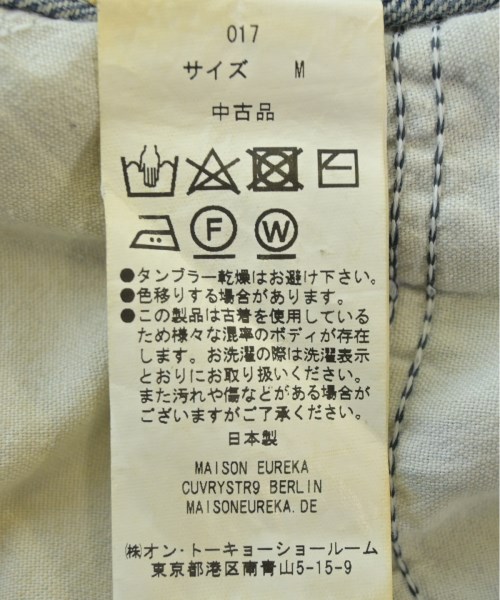 017
サイズ M
中古品
F W
●タンブラー乾燥はお避け下さい。
●色移りする場合があります。
●この製品は古着を使用している
ため様々な混率のボディが存在
します。お洗濯の際は洗濯表示
とおりにお取り扱いください。
また汚れや傷などがある場合が
ございますがご了承ください。
日本製
MAISON EUREKA
CUVRYSTR9 BERLIN
MAISONEUREKA.DE
㈱オン・トーキョーショールーム
東京都港区南青山5-15-9